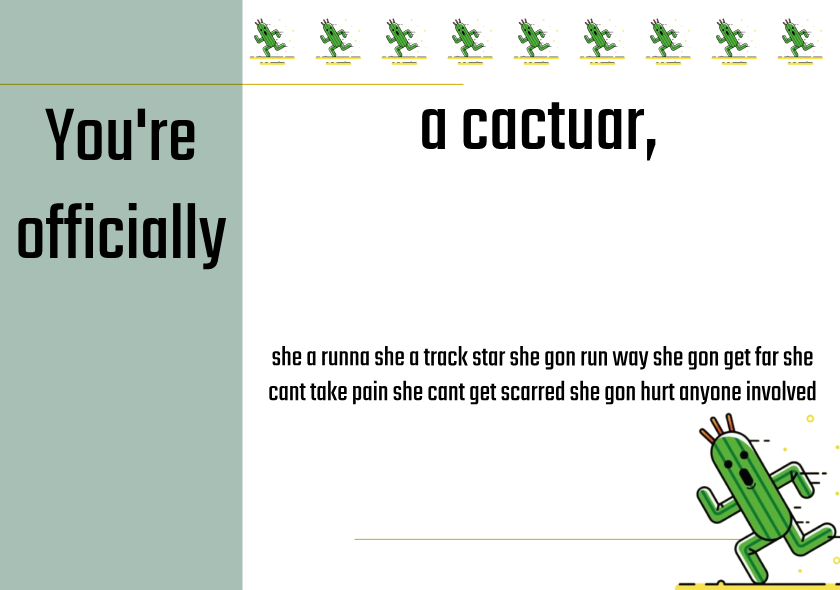 You're
officially
a cactuar,
she a runna she a track star she gon run way she gon get far she
cant take pain she cant get scarred she gon hurt anyone involved